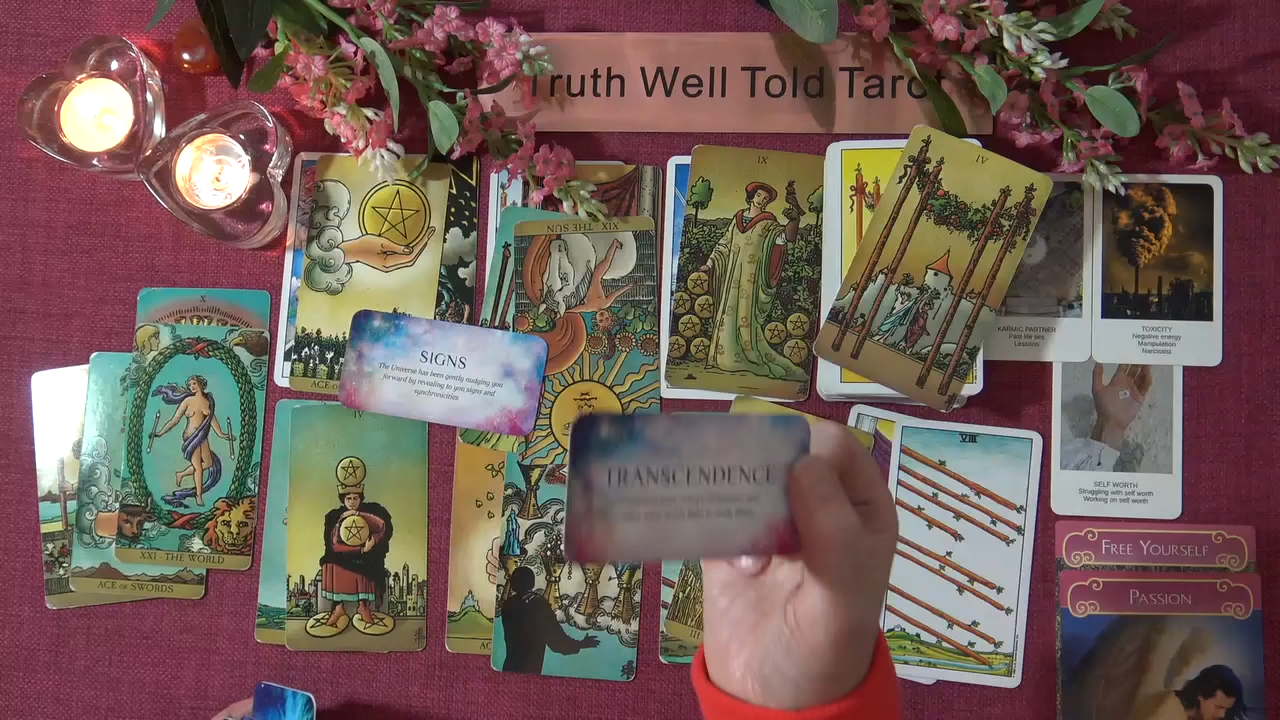 Truth Well Told Tarot
IX
IV
XIX · THE SUN
X
KARMIC PARTNER
Past life ties
Lessons
TOXICITY
Negative energy
Manipulation
Narcissist
SIGNS
The Universe has been gently nudging you
forward by revealing to you signs and
synchronicities.
ACE OF
IV
VIII
TRANSCENDENCE
SELF WORTH
Struggling with self worth
Working on self worth
XXI · THE WORLD
ACE OF SWORDS
III
FREE YOURSELF
PASSION